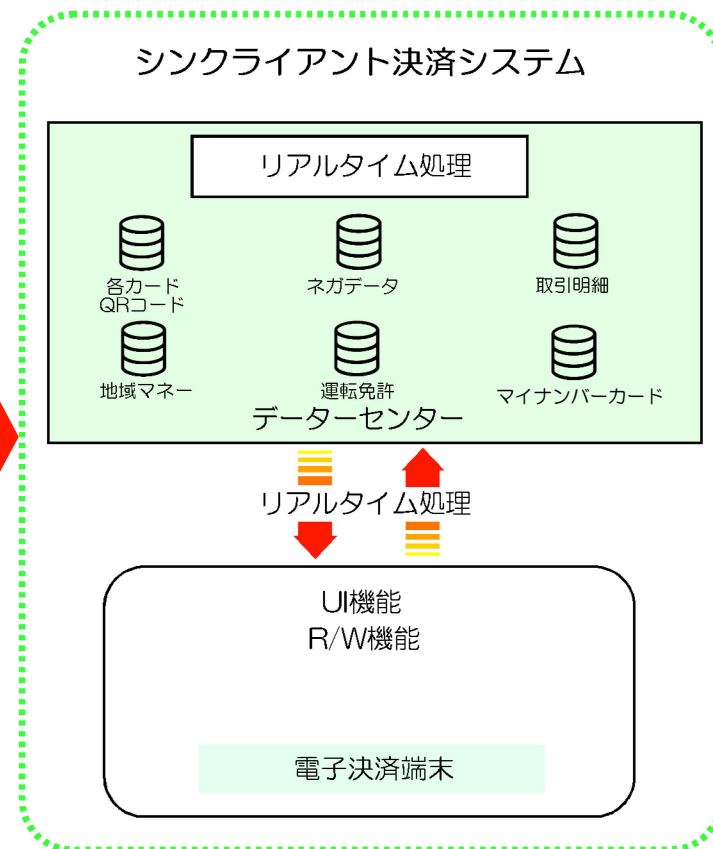 シンクライアント決済システム
リアルタイム処理
各カード
QRコード
ネガデータ
取引明細
地域マネー
運転免許
マイナンバーカード
データーセンター
リアルタイム処理
UI機能
R/W機能
電子決済端末